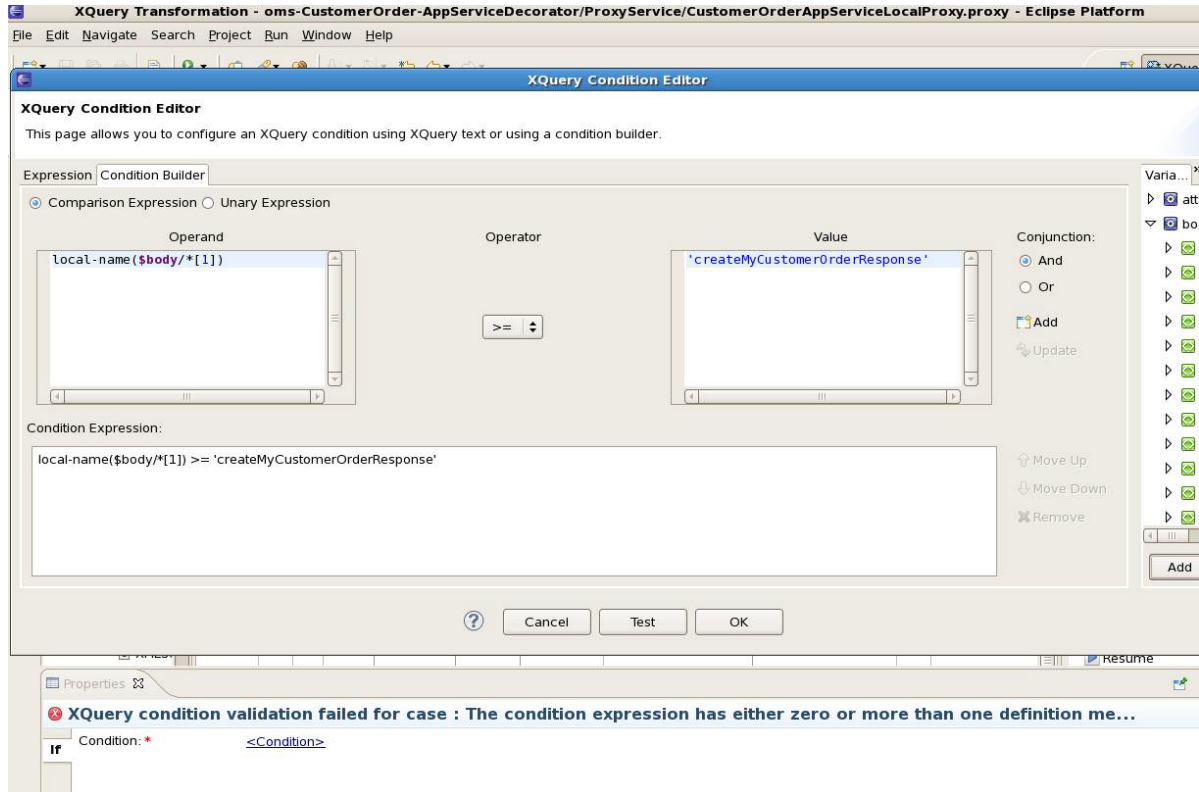 XQuery Transformation - oms-CustomerOrder-AppServiceDecorator/ProxyService/CustomerOrderAppServiceLocalProxy.proxy - Eclipse Platform
File Edit Navigate Search Project Run Window Help
XQuery Condition Editor
XQuery Condition Editor
This page allows you to configure an XQuery condition using XQuery text or using a condition builder.
Expression Condition Builder
Varia...
Comparison Expression Unary Expression
att
bo
Operand Operator Value Conjunction:
local-name($body/*[1])
'createMyCustomerOrderResponse'
And
Or
>=
Add
Update
Condition Expression:
local-name($body/*[1]) >= 'createMyCustomerOrderResponse'
Move Up
Move Down
Remove
Add
Cancel Test OK
Resume
Properties
XQuery condition validation failed for case : The condition expression has either zero or more than one definition me...
If
Condition: * <Condition>